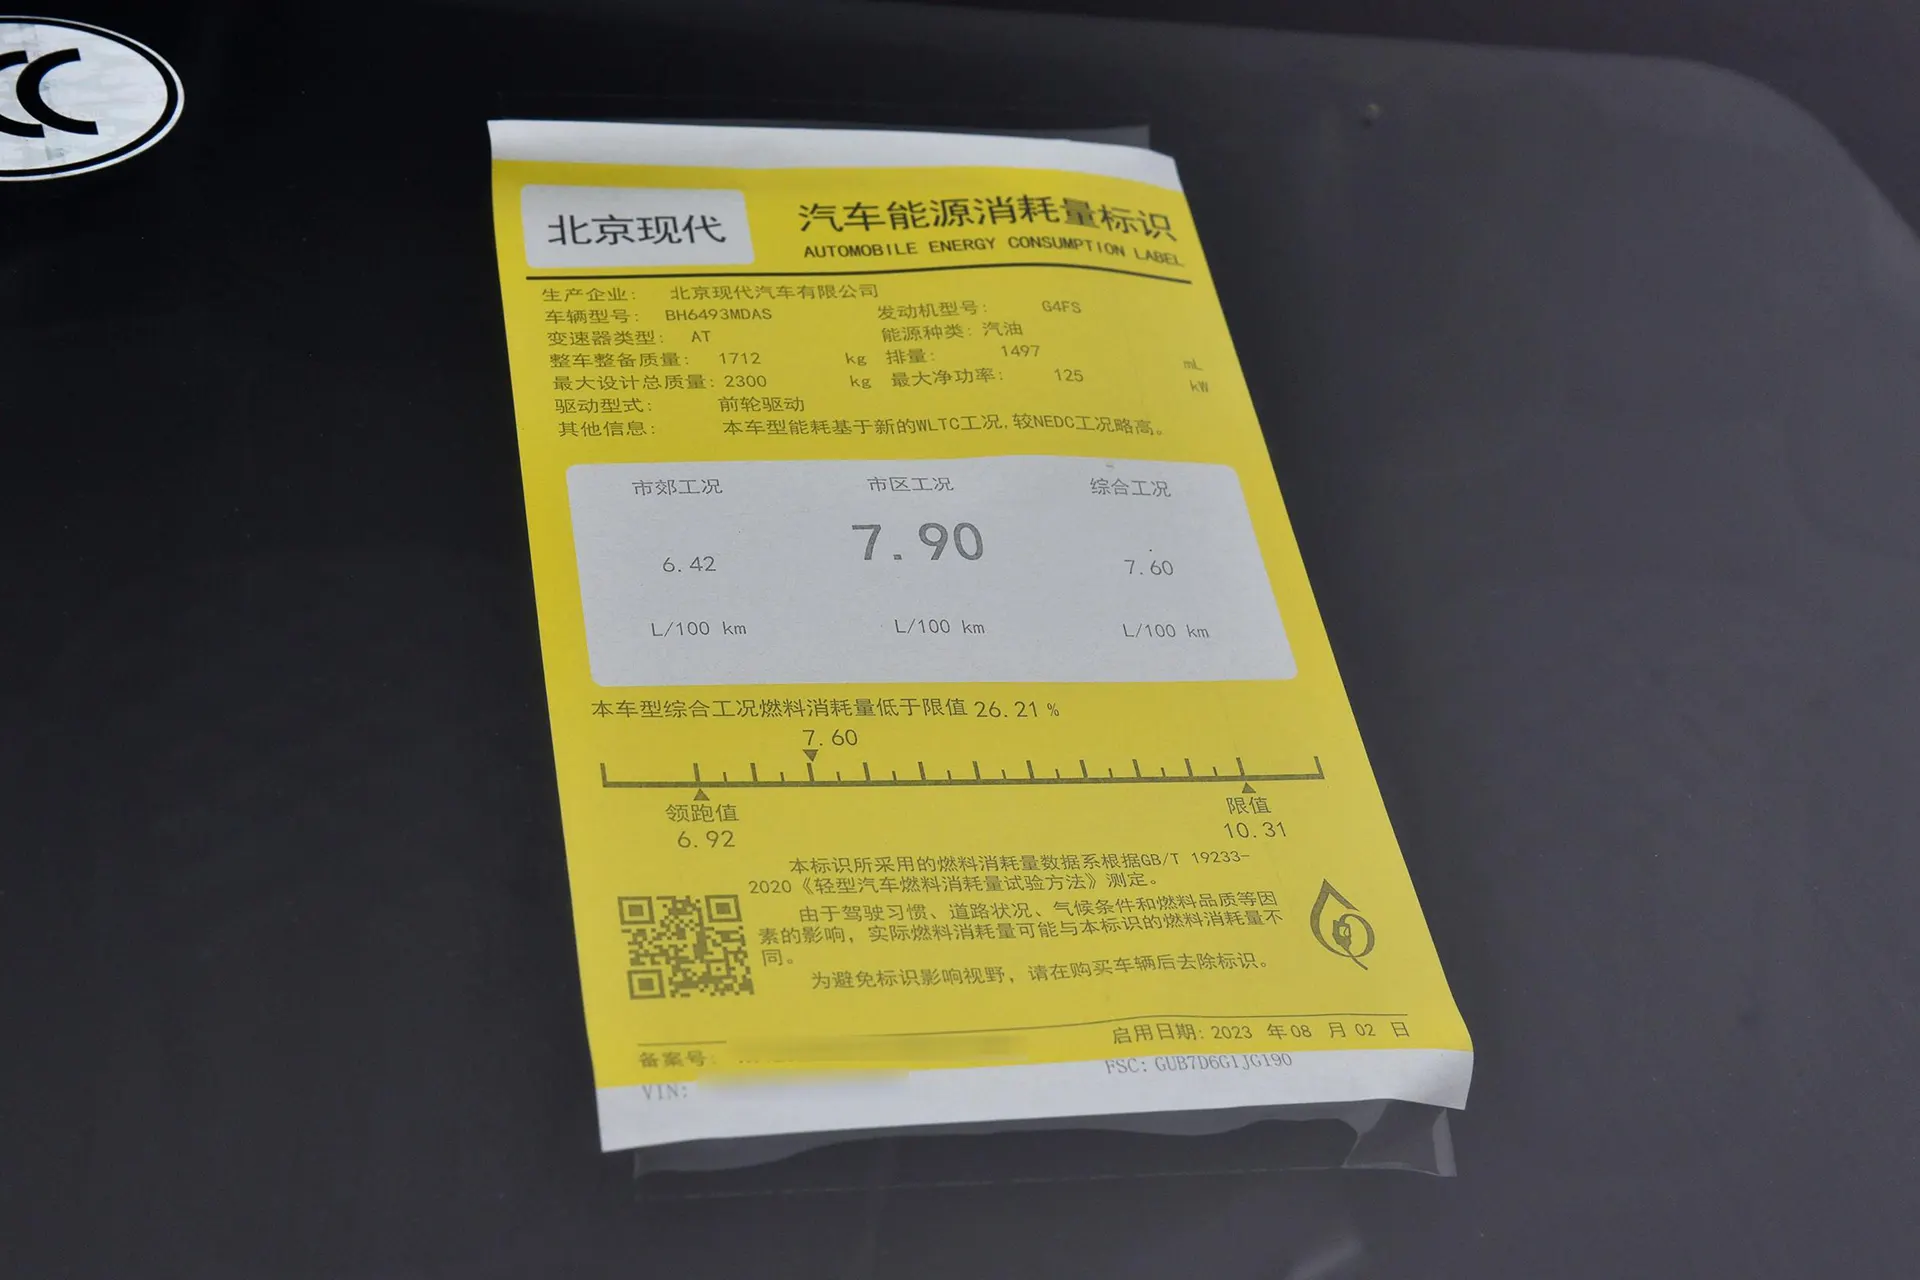 CC
北京现代
汽车能源消耗量标识
AUTOMOBILE ENERGY CONSUMPTION LABEL
生产企业: 北京现代汽车有限公司
车辆型号: BH6493MDAS 发动机型号: G4FS
变速器类型: AT 能源种类: 汽油
整车整备质量: 1712 kg 排量: 1497 mL
最大设计总质量: 2300 kg 最大净功率: 125 kW
驱动型式: 前轮驱动
其他信息: 本车型能耗基于新的WLTC工况,较NEDC工况略高。
市郊工况 市区工况 综合工况
6.42 7.90 7.60
L/100 km L/100 km L/100 km
本车型综合工况燃料消耗量低于限值 26.21 %
7.60
领跑值 限值
6.92 10.31
本标识所采用的燃料消耗量数据系根据GB/T 19233-
2020《轻型汽车燃料消耗量试验方法》测定。
由于驾驶习惯、道路状况、气候条件和燃料品质等因
素的影响，实际燃料消耗量可能与本标识的燃料消耗量不
同。
为避免标识影响视野，请在购买车辆后去除标识。
启用日期: 2023 年 08 月 02 日
备案号:
FSC: GUB7D6G1JG190
VIN: